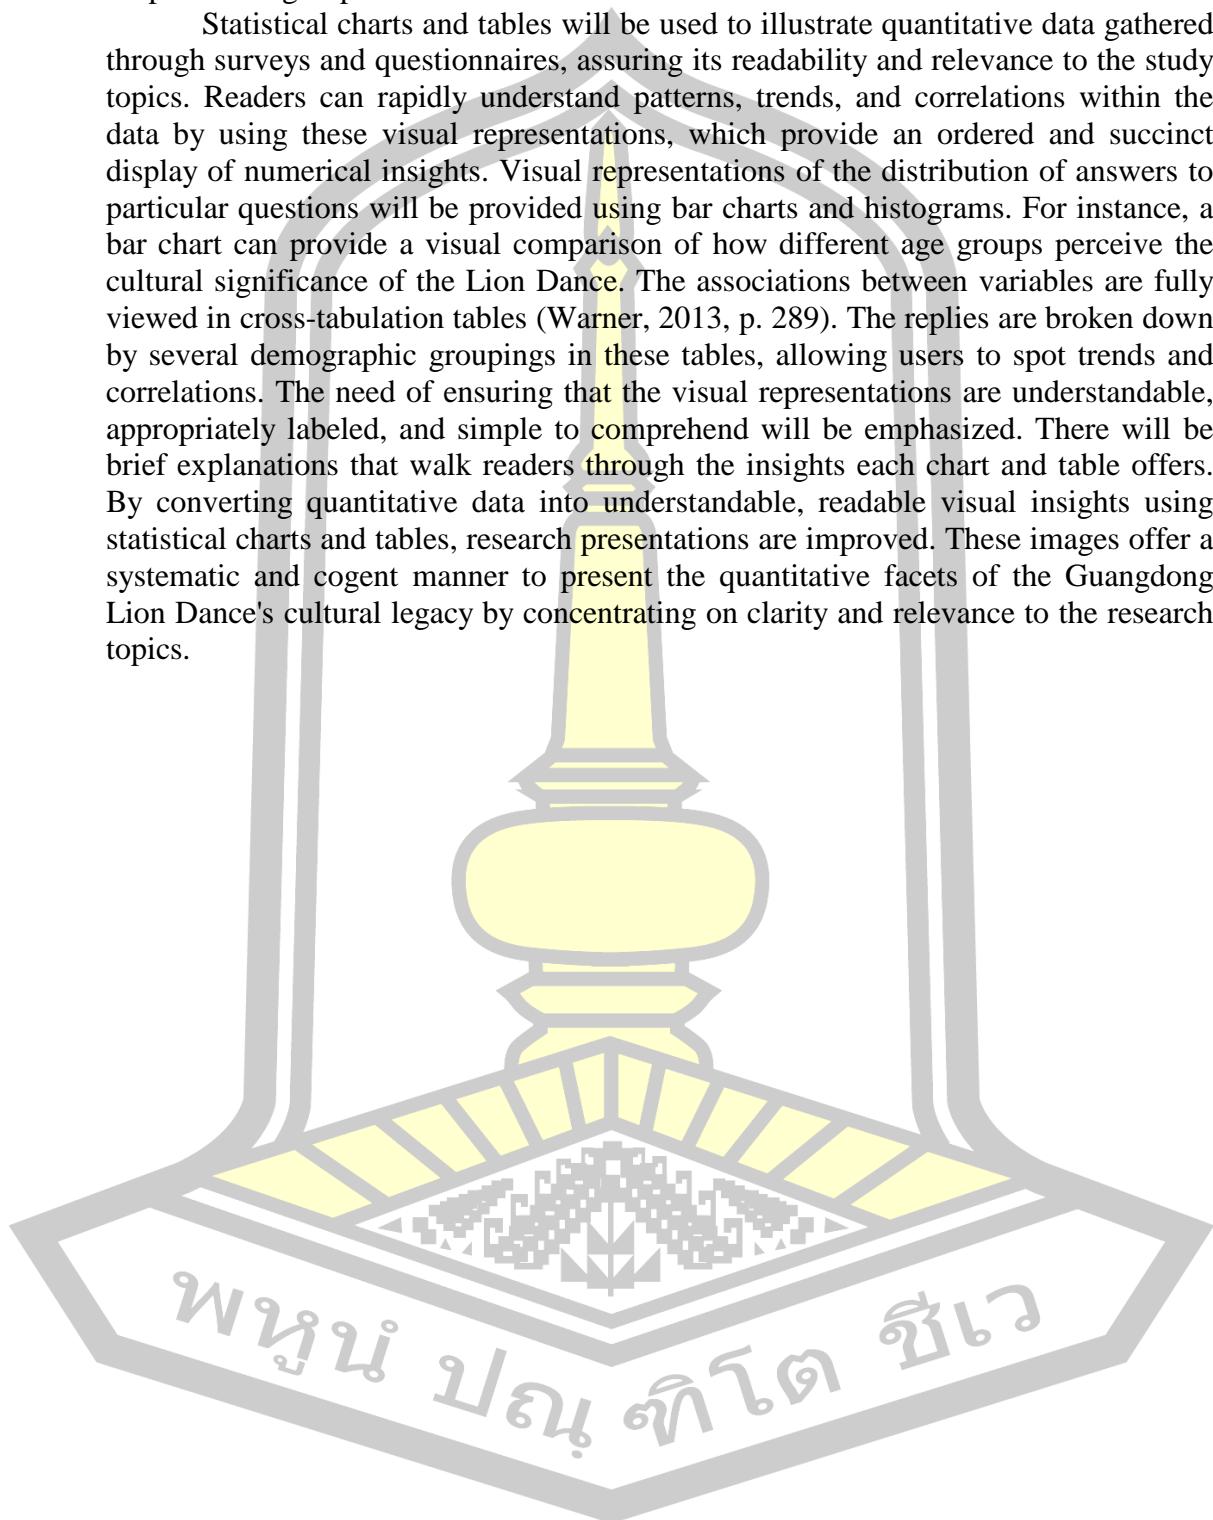 Statistical charts and tables will be used to illustrate quantitative data gathered
through surveys and questionnaires, assuring its readability and relevance to the study
topics. Readers can rapidly understand patterns, trends, and correlations within the
data by using these visual representations, which provide an ordered and succinct
display of numerical insights. Visual representations of the distribution of answers to
particular questions will be provided using bar charts and histograms. For instance, a
bar chart can provide a visual comparison of how different age groups perceive the
cultural significance of the Lion Dance. The associations between variables are fully
viewed in cross-tabulation tables (Warner, 2013, p. 289). The replies are broken down
by several demographic groupings in these tables, allowing users to spot trends and
correlations. The need of ensuring that the visual representations are understandable,
appropriately labeled, and simple to comprehend will be emphasized. There will be
brief explanations that walk readers through the insights each chart and table offers.
By converting quantitative data into understandable, readable visual insights using
statistical charts and tables, research presentations are improved. These images offer a
systematic and cogent manner to present the quantitative facets of the Guangdong
Lion Dance's cultural legacy by concentrating on clarity and relevance to the research
topics.
พหูนํ ปณฺฑิโต ชีเว